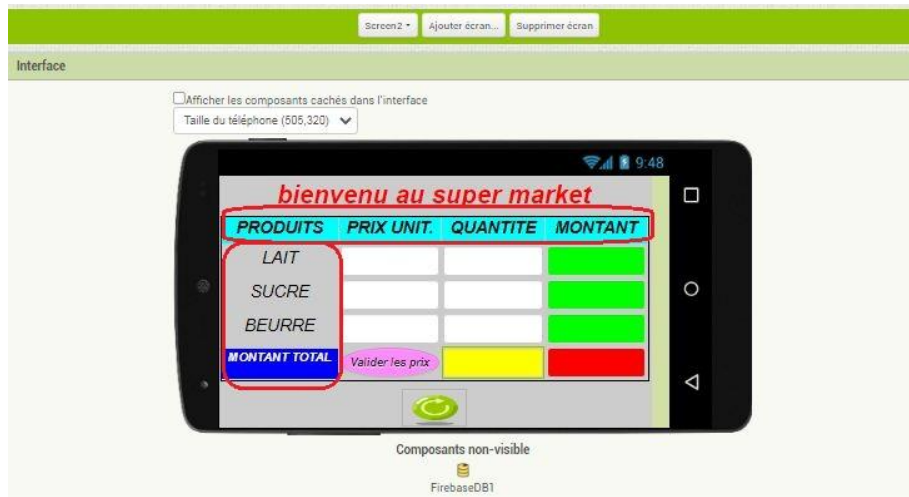 Screen2 Ajouter écran... Supprimer écran
Interface
Afficher les composants cachés dans l'interface
Taille du téléphone (505,320)
9:48
bienvenu au super market
PRODUITS PRIX UNIT. QUANTITE MONTANT
LAIT
SUCRE
BEURRE
MONTANT TOTAL Valider les prix
Composants non-visible
FirebaseDB1